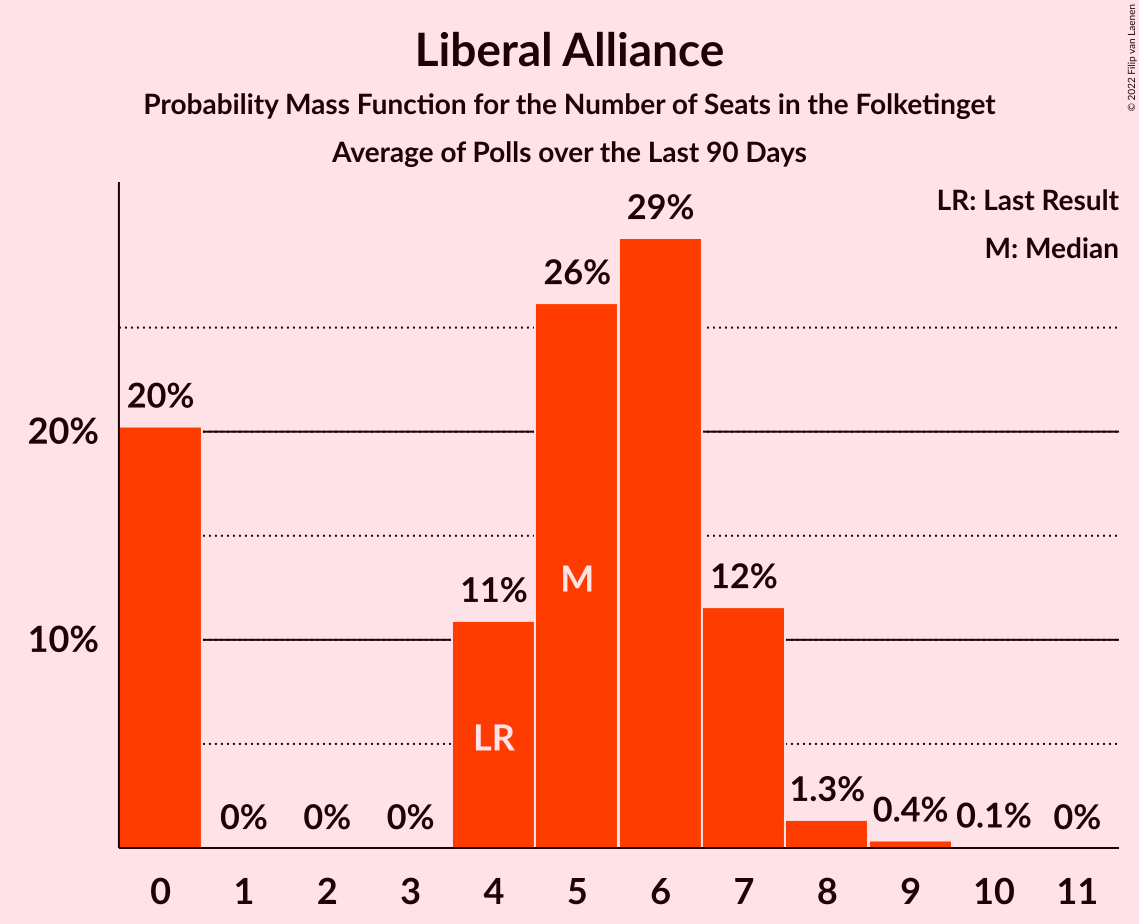 Liberal Alliance
Probability Mass Function for the Number of Seats in the Folketinget
Average of Polls over the Last 90 Days
© 2022 Filip van Laenen
LR: Last Result
M: Median
29%
26%
20%
20%
12%
M
11%
10%
LR
1.3%
0.4%
0.1%
0%
0%
0%
0%
0 1 2 3 4 5 6 7 8 9 10 11